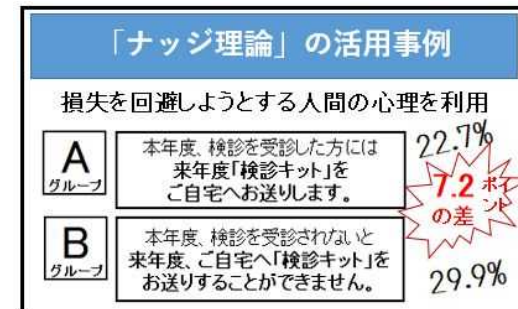 「ナッジ理論」の活用事例
損失を回避しようとする人間の心理を利用
A
グループ
本年度、検診を受診した方には
来年度「検診キット」を
ご自宅へお送りします。
22.7%
7.2 ポイント
の差
B
グループ
本年度、検診を受診されないと
来年度、ご自宅へ「検診キット」を
お送りすることができません。
29.9%